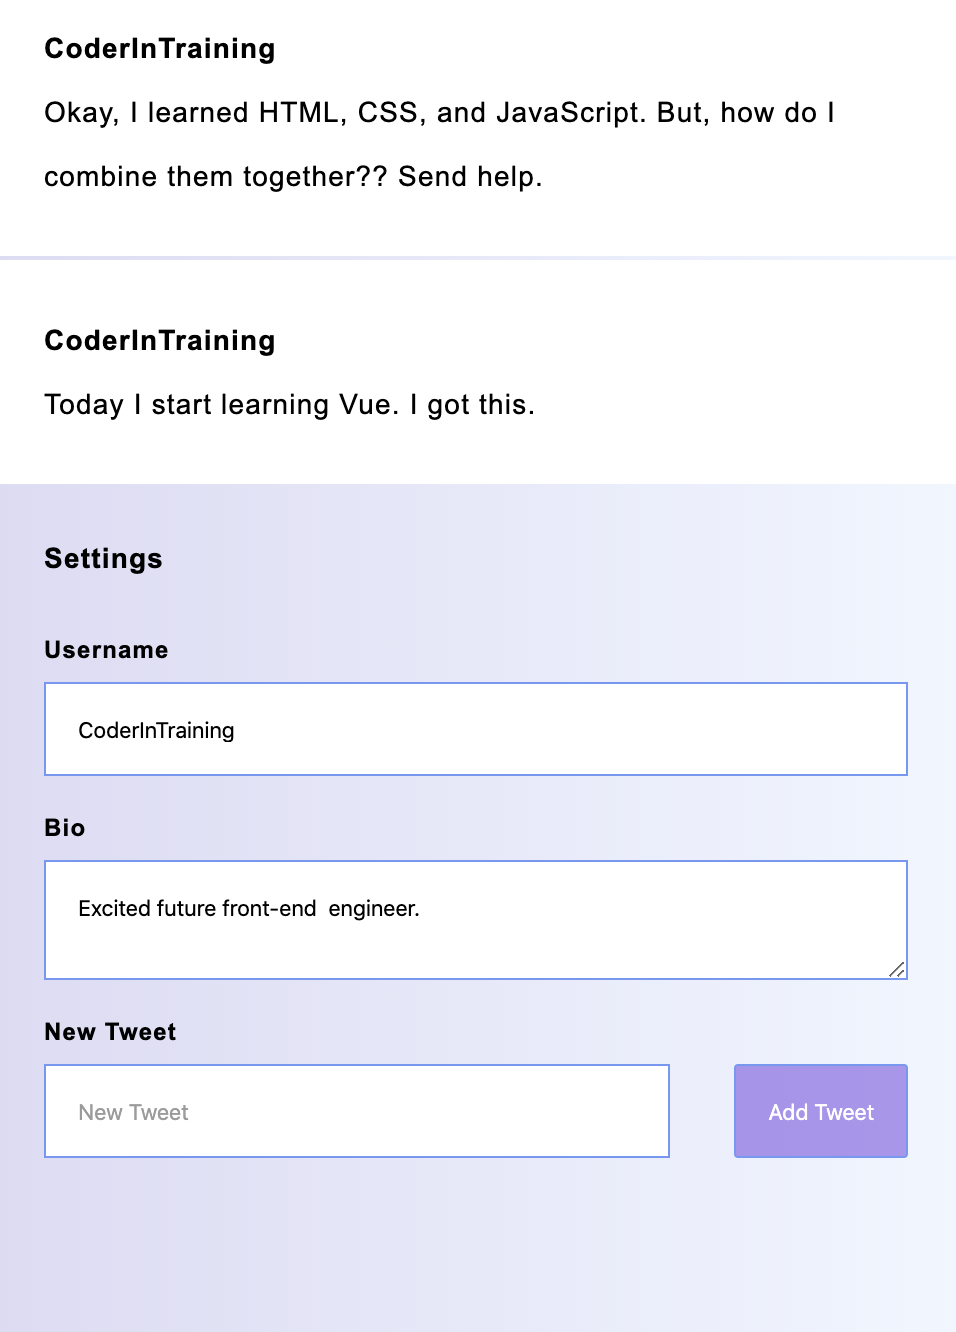 CoderInTraining
Okay, I learned HTML, CSS, and JavaScript. But, how do I
combine them together?? Send help.
CoderInTraining
Today I start learning Vue. I got this.
Settings
Username
CoderInTraining
Bio
Excited future front-end  engineer.
New Tweet
New Tweet
Add Tweet